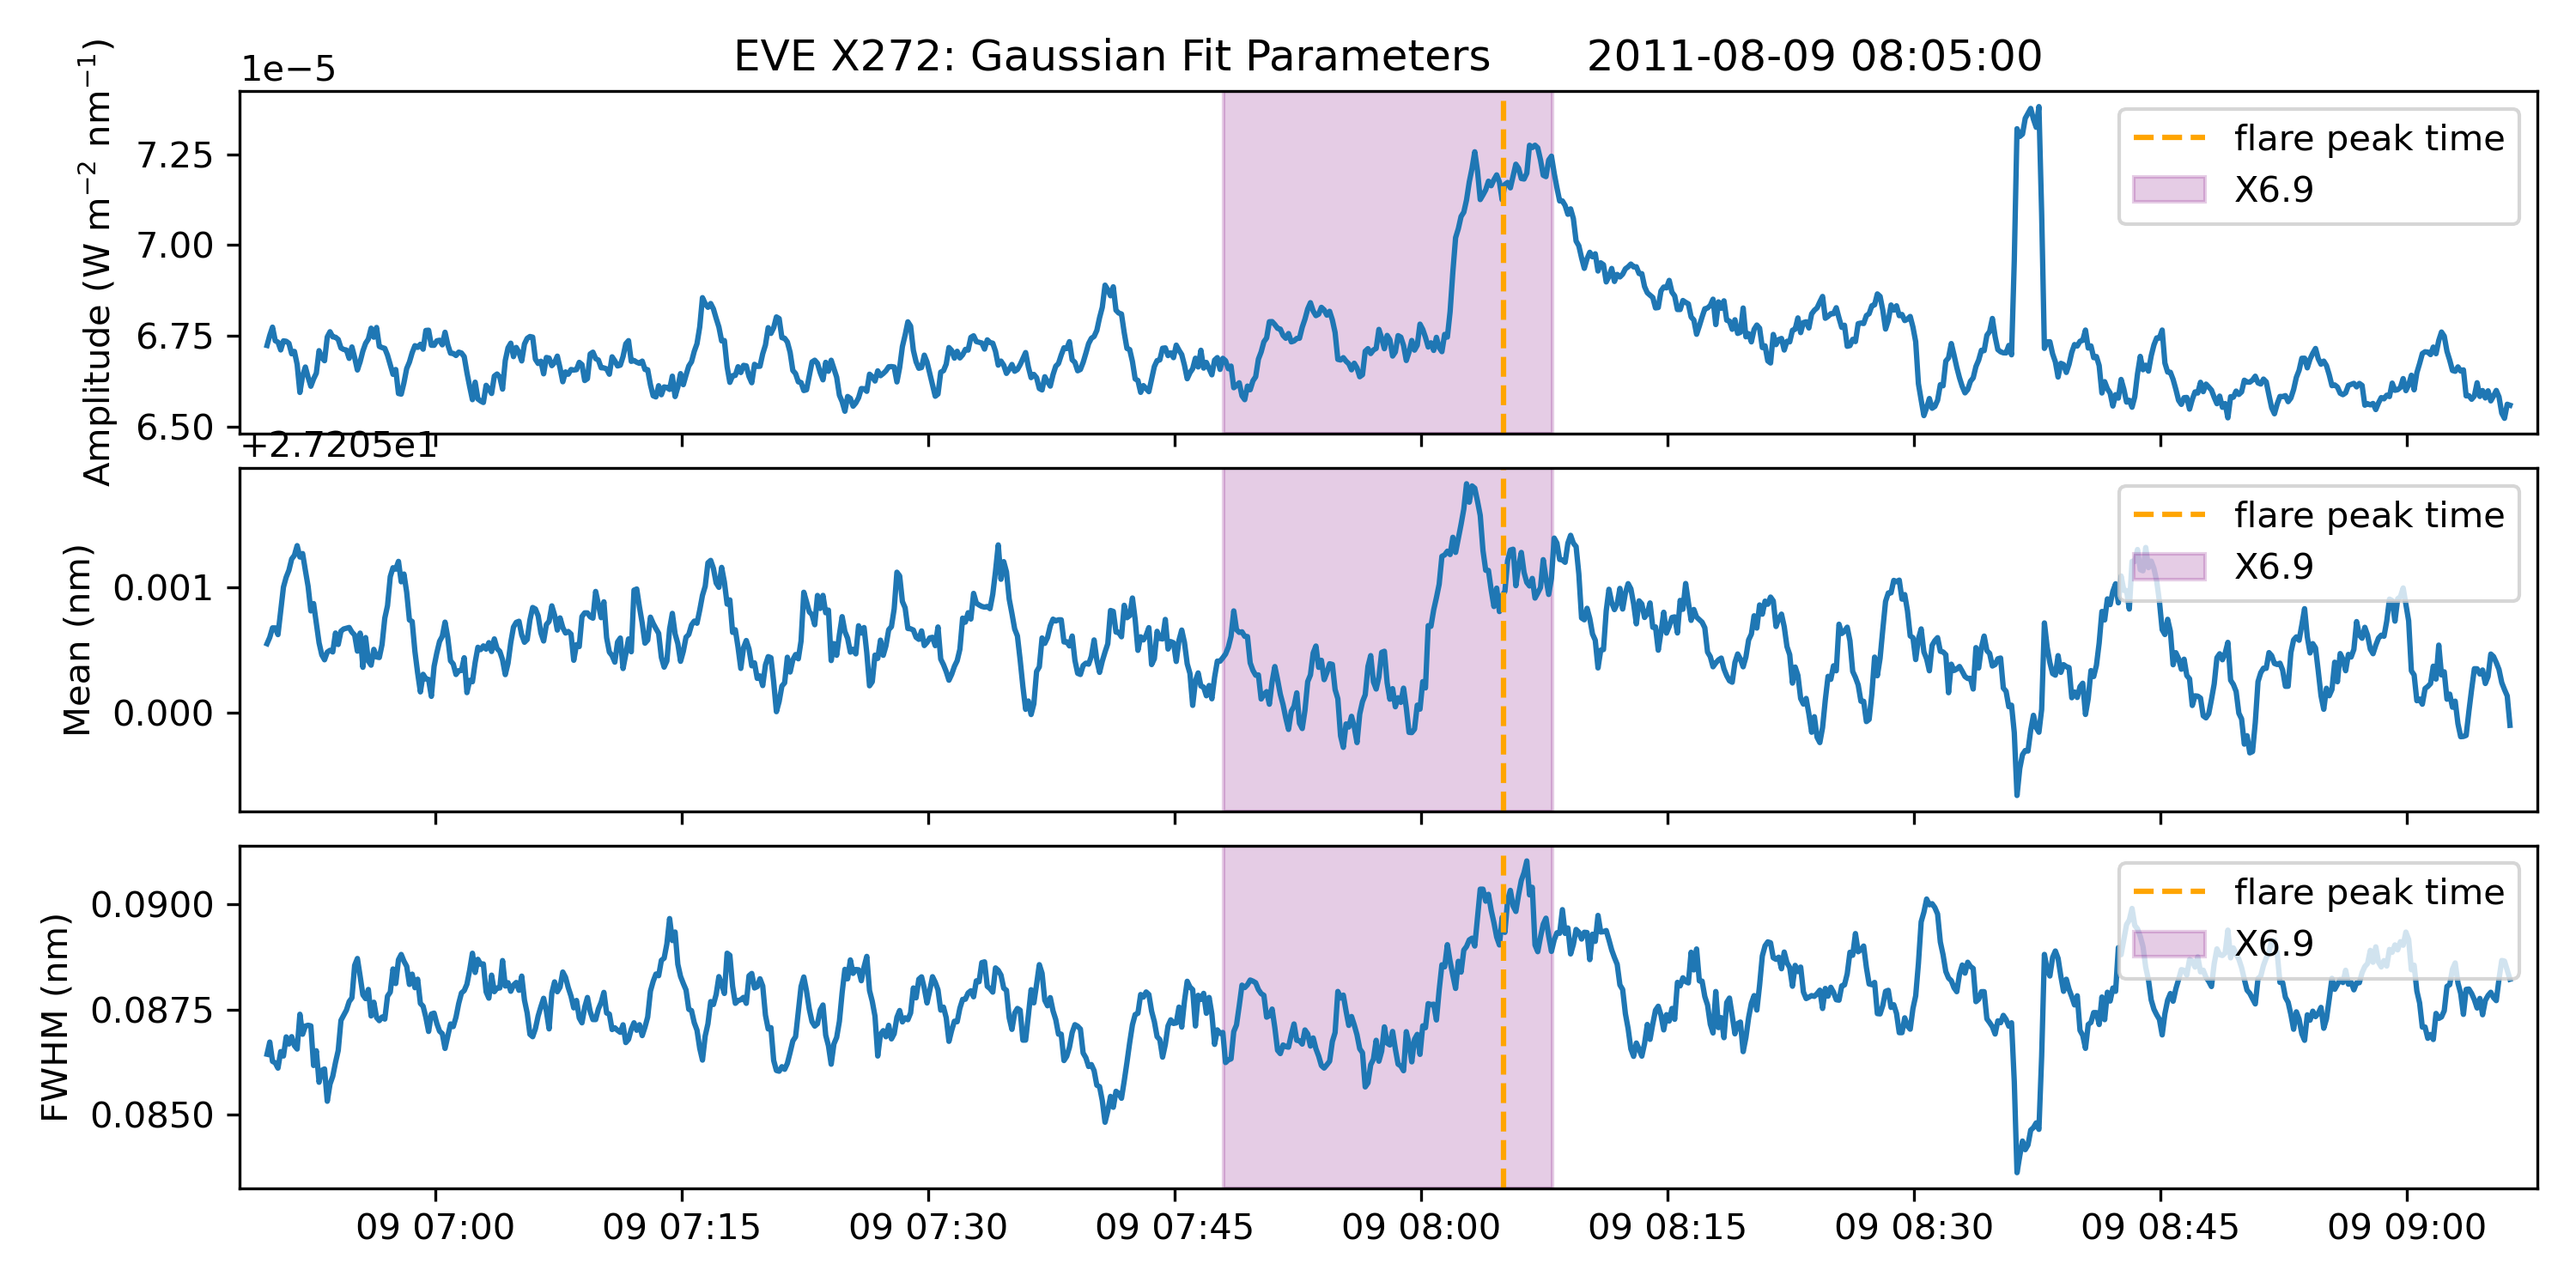 EVE X272: Gaussian Fit Parameters 2011-08-09 08:05:00
1e−5
Amplitude (W m⁻² nm⁻¹)
7.25
7.00
6.75
6.50
flare peak time
X6.9
+2.7205e1
Mean (nm)
0.001
0.000
flare peak time
X6.9
FWHM (nm)
0.0900
0.0875
0.0850
flare peak time
X6.9
09 07:00 09 07:15 09 07:30 09 07:45 09 08:00 09 08:15 09 08:30 09 08:45 09 09:00